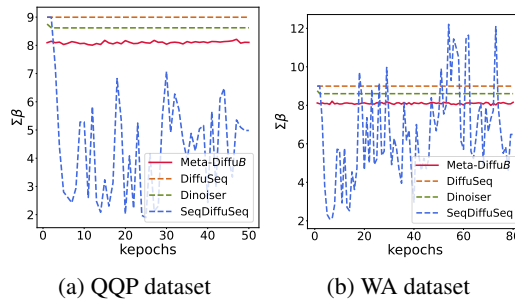 9
8
7
6
5
4
3
2
Σβ
Meta-DiffuB
DiffuSeq
Dinoiser
SeqDiffuSeq
0 10 20 30 40 50
kepochs
(a) QQP dataset
12
10
8
6
4
2
Σβ
Meta-DiffuB
DiffuSeq
Dinoiser
SeqDiffuSeq
0 20 40 60 80
kepochs
(b) WA dataset